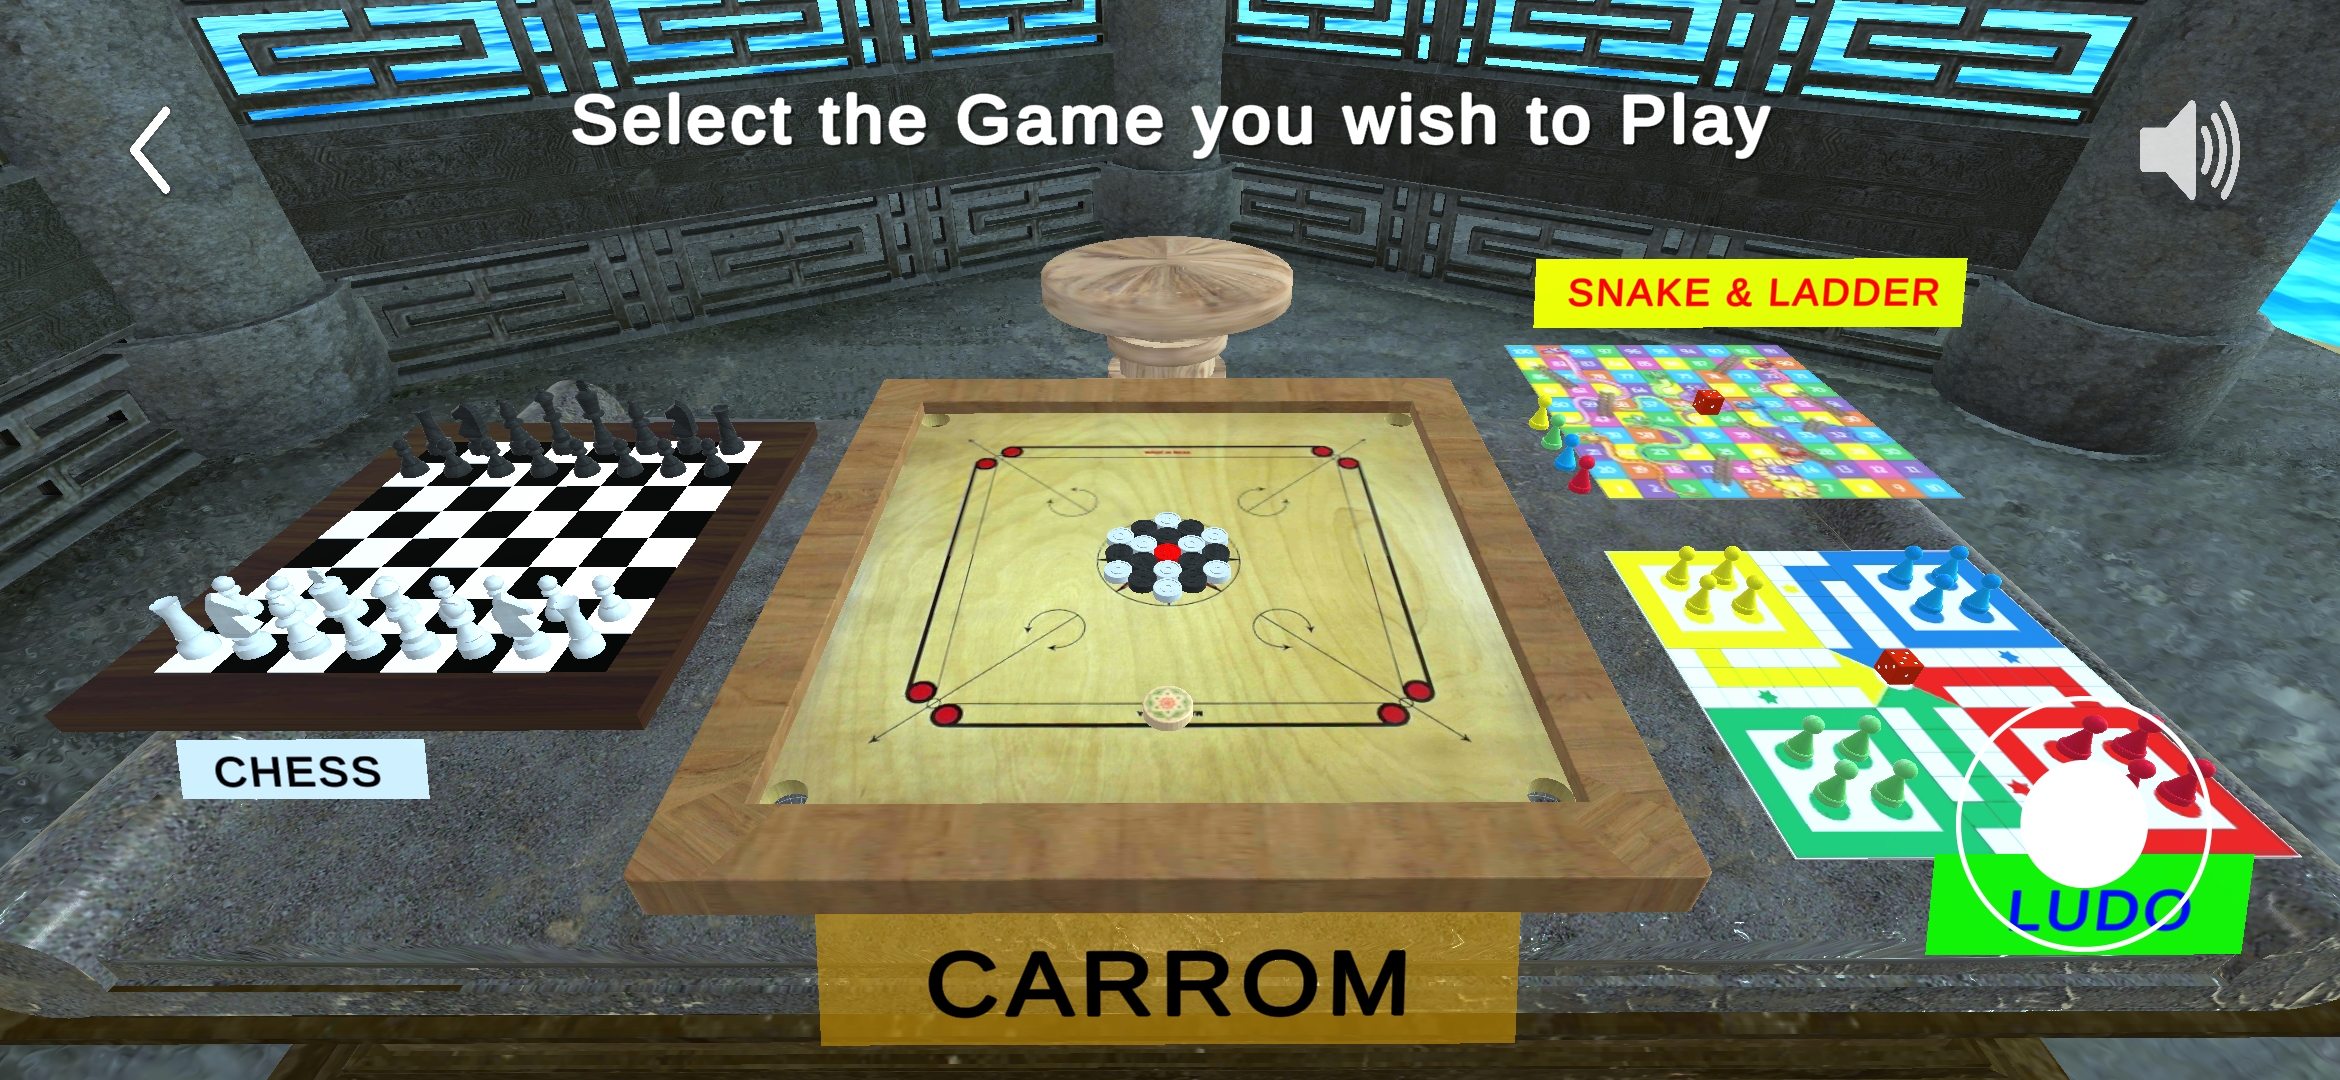 Select the Game you wish to Play
SNAKE & LADDER
CHESS
LUDO
CARROM